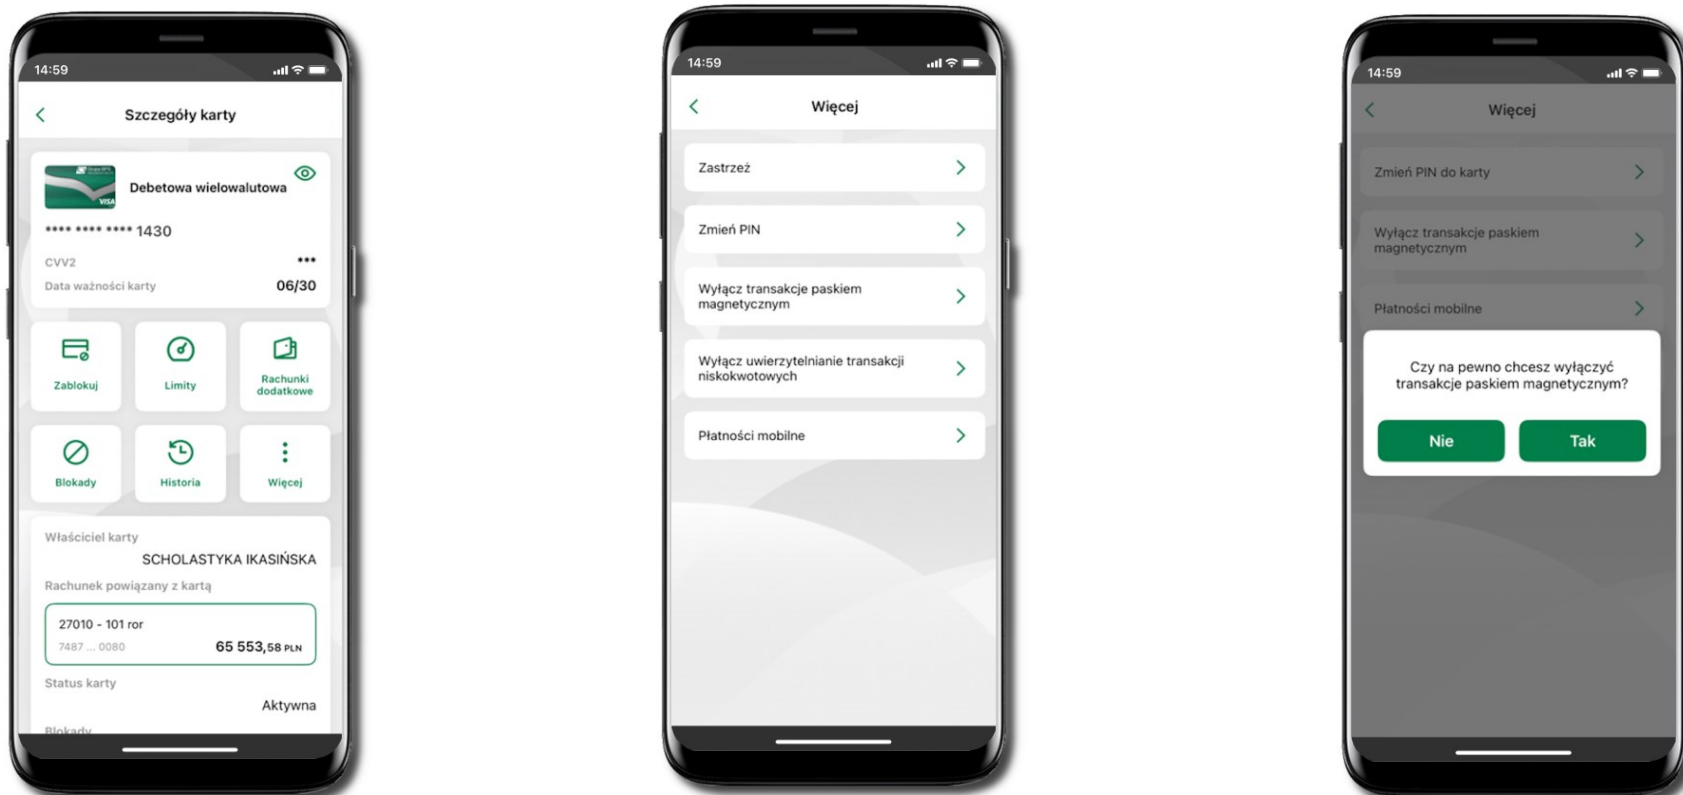 14:59
Szczegóły karty
Debetowa wielowalutowa
VISA
**** **** **** 1430
CVV2 ***
Data ważności karty 06/30
Zablokuj Limity Rachunki
dodatkowe
Blokady Historia Więcej
Właściciel karty
SCHOLASTYKA IKASIŃSKA
Rachunek powiązany z kartą
27010 - 101 ror
7487 ... 0080 65 553,58 PLN
Status karty
Aktywna
Blokady
14:59
Więcej
Zastrzeż
Zmień PIN
Wyłącz transakcje paskiem
magnetycznym
Wyłącz uwierzytelnianie transakcji
niskokwotowych
Płatności mobilne
14:59
Więcej
Zmień PIN do karty
Wyłącz transakcje paskiem
magnetycznym
Płatności mobilne
Czy na pewno chcesz wyłączyć
transakcje paskiem magnetycznym?
Nie Tak